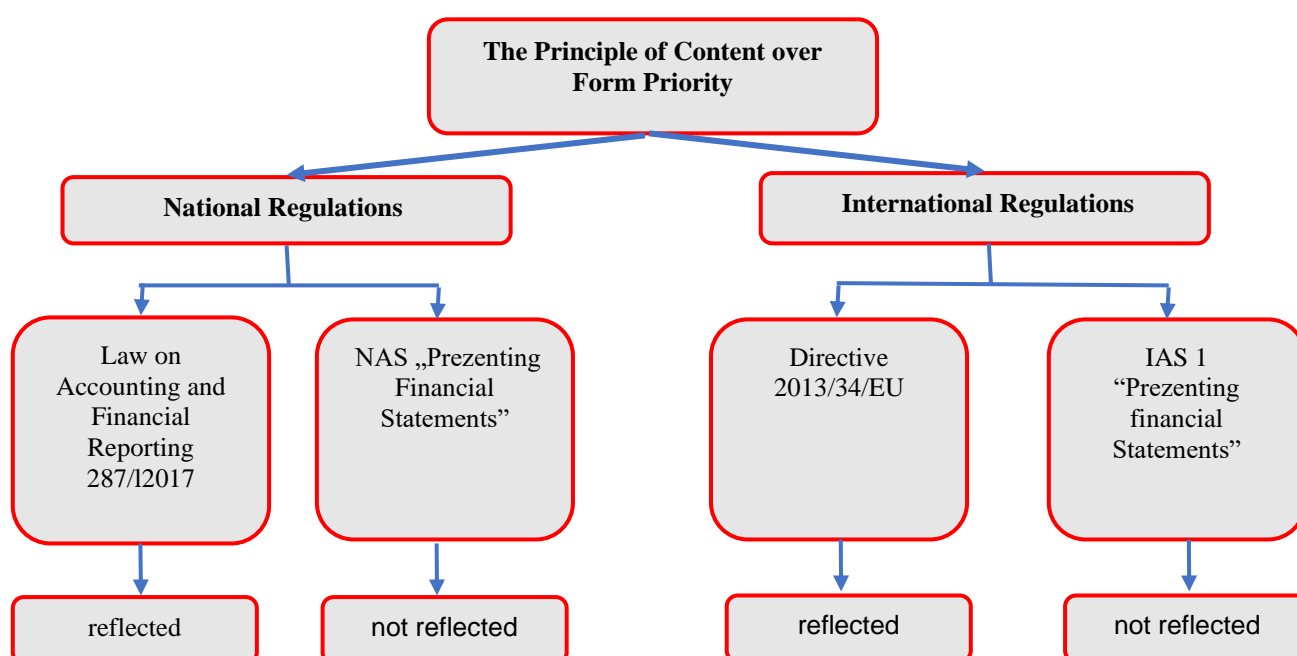 The Principle of Content over
Form Priority
National Regulations
International Regulations
Law on
Accounting and
Financial
Reporting
287/l2017
NAS „Prezenting
Financial
Statements”
Directive
2013/34/EU
IAS 1
“Prezenting
financial
Statements”
reflected
not reflected
reflected
not reflected